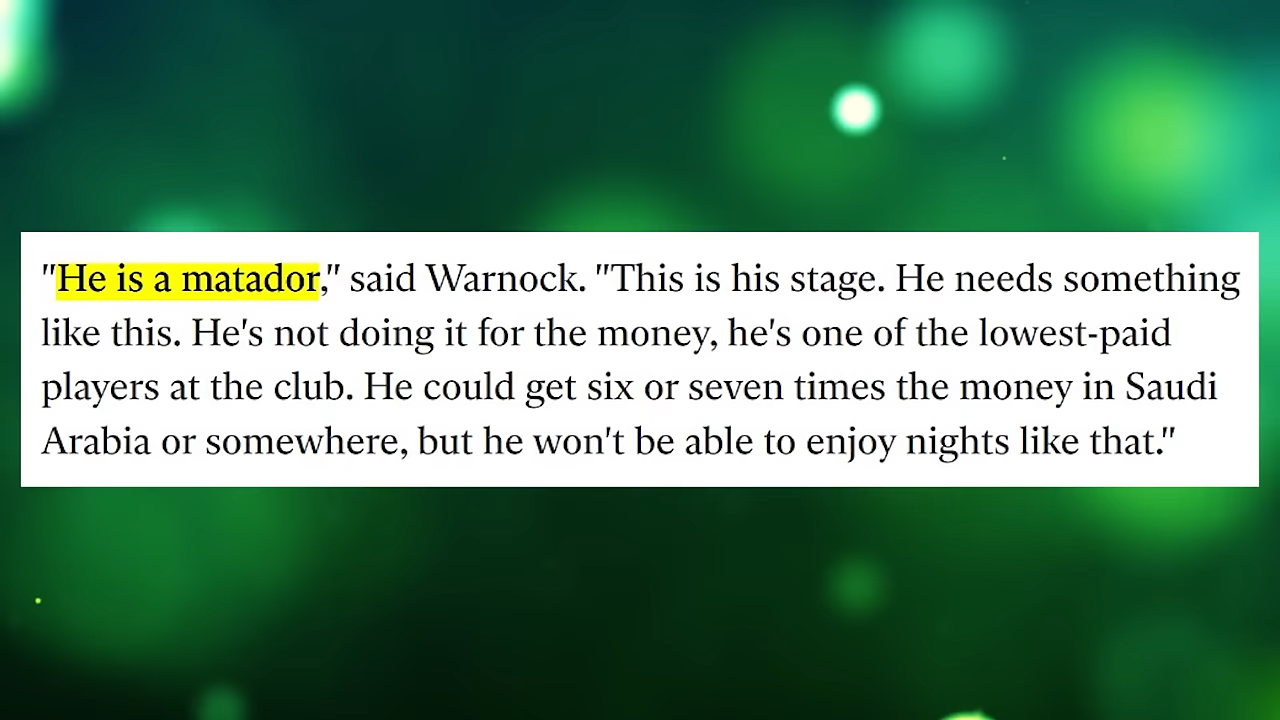 "He is a matador," said Warnock. "This is his stage. He needs something
like this. He's not doing it for the money, he's one of the lowest-paid
players at the club. He could get six or seven times the money in Saudi
Arabia or somewhere, but he won't be able to enjoy nights like that."